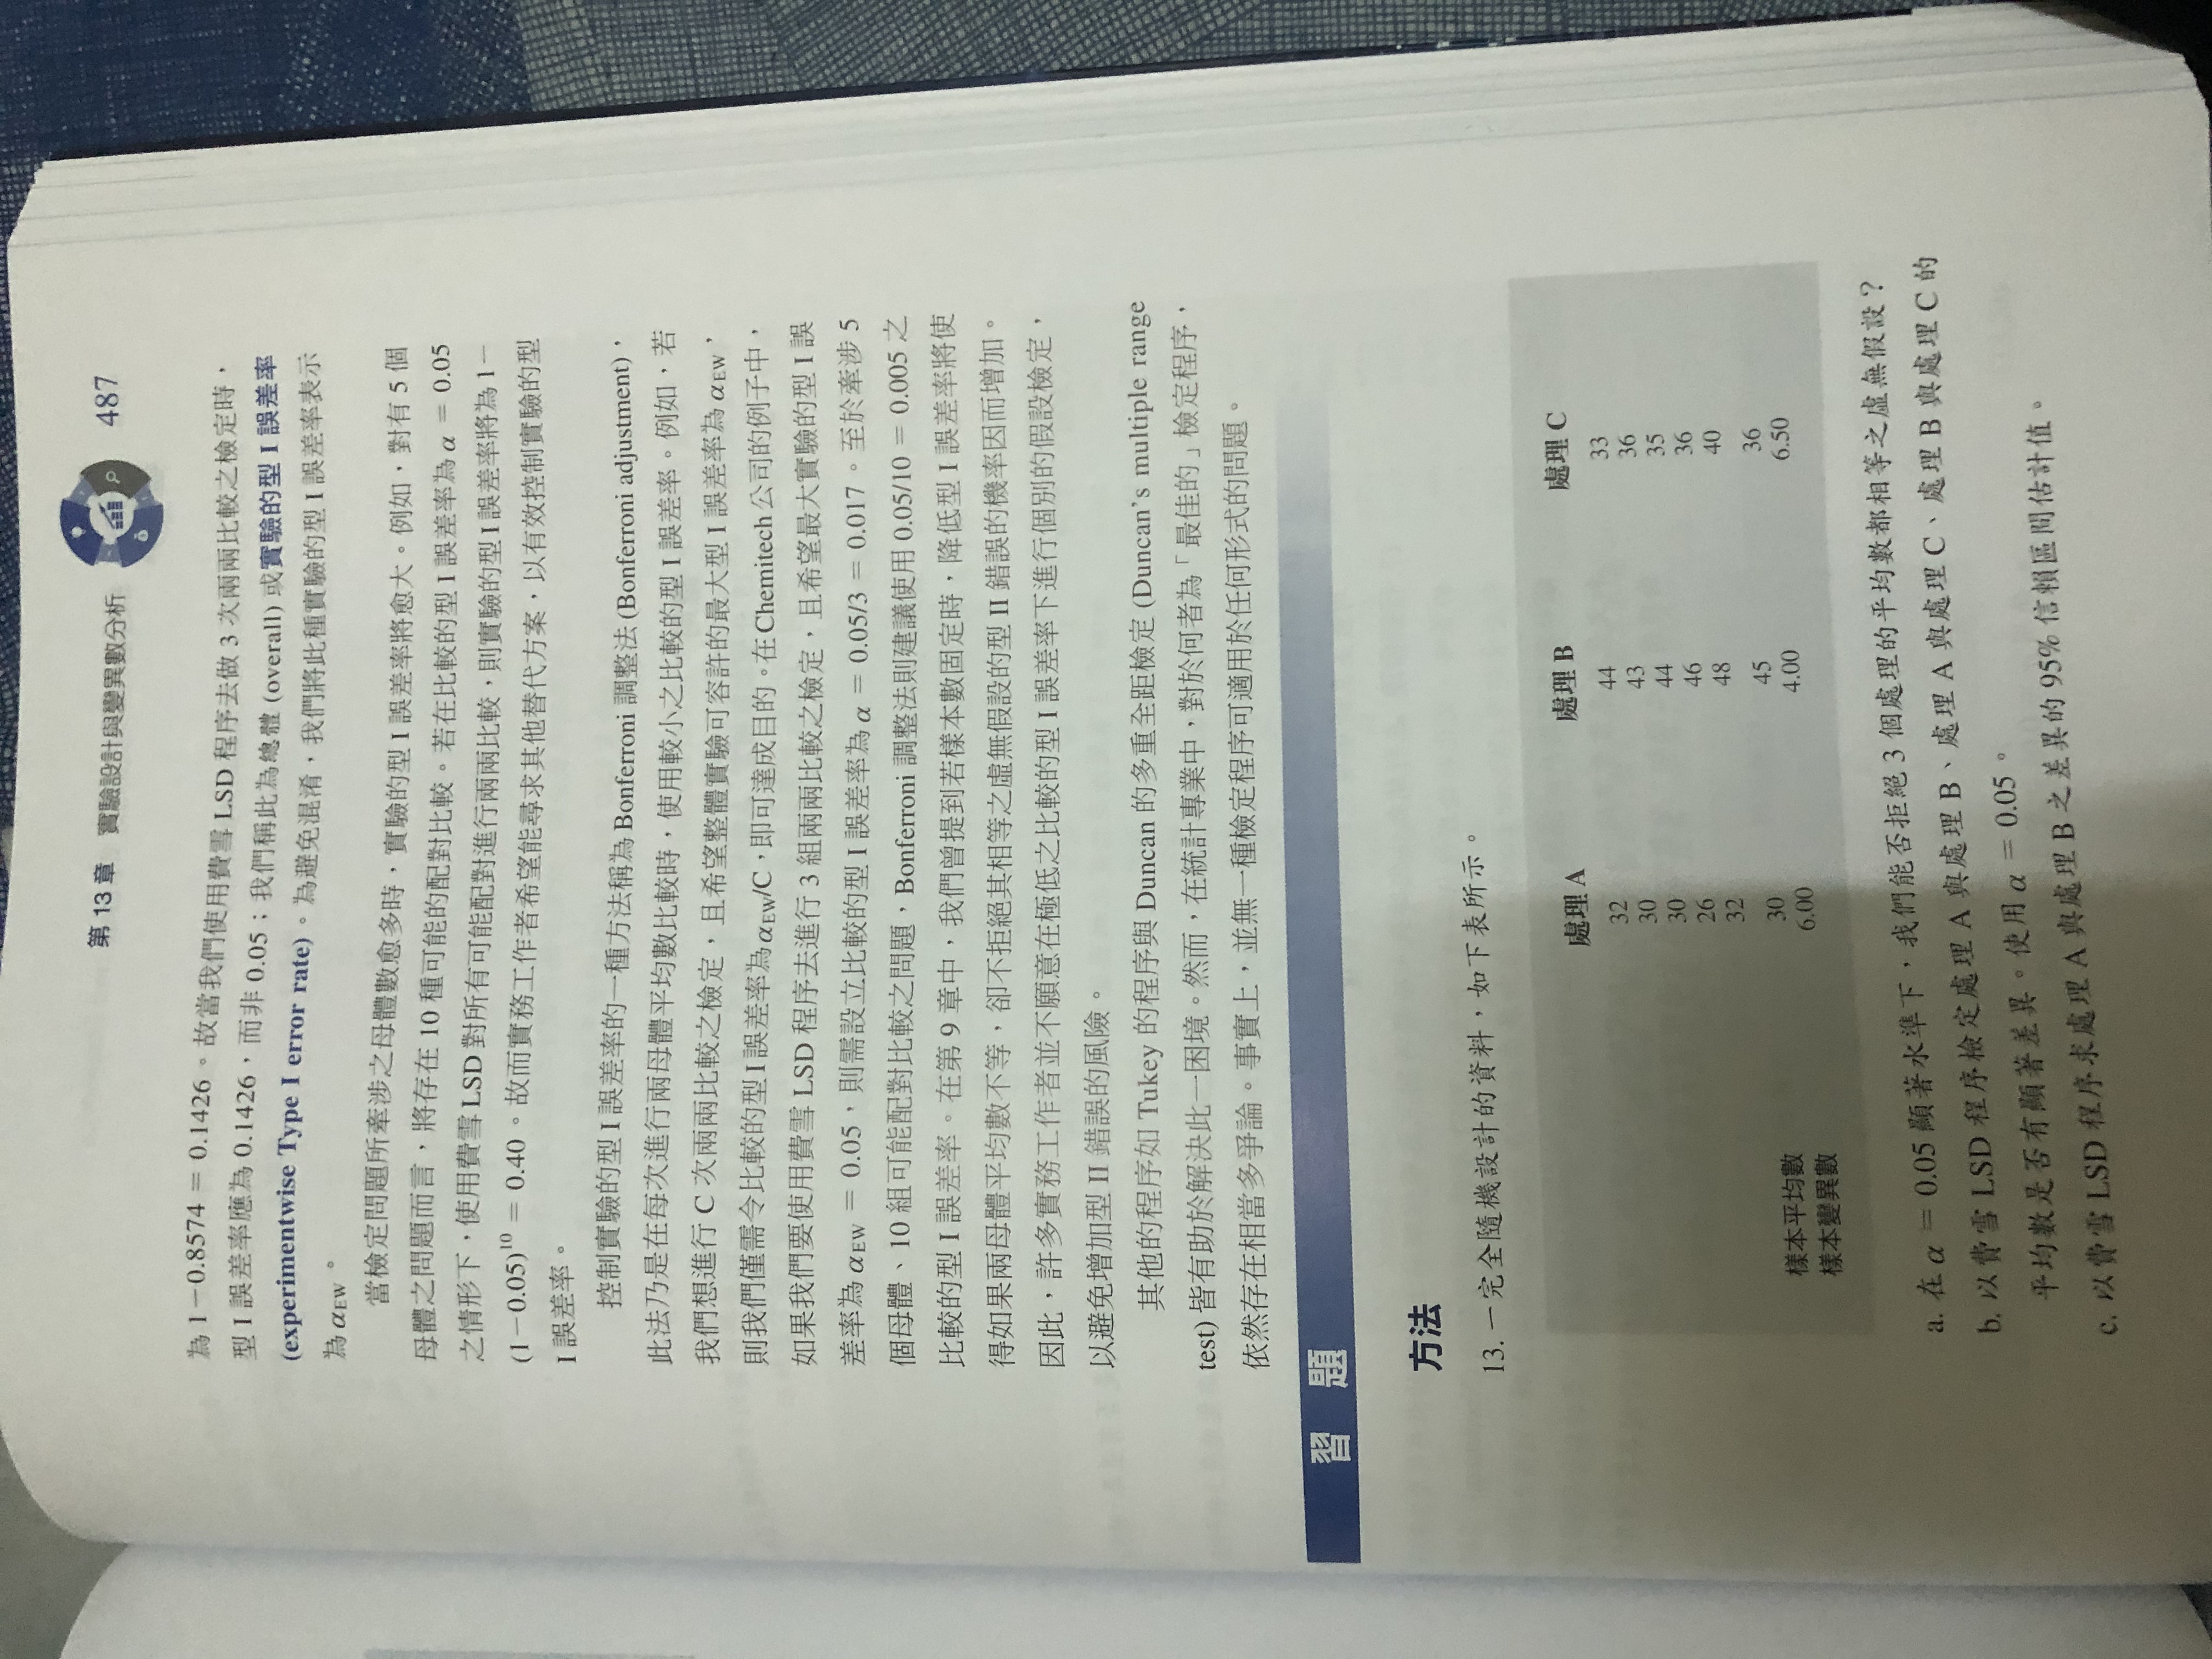 第 13 章 實驗設計與變異數分析 487
為 1－0.8574 = 0.1426。故當我們使用費雪 LSD 程序去做 3 次兩兩比較之檢定時，
型 I 誤差率應為 0.1426，而非 0.05；我們稱此為總體 (overall) 或實驗的型 I 誤差率
(experimentwise Type I error rate)。為避免混淆，我們將此種實驗的型 I 誤差率表示
為 αEW。
當檢定問題所牽涉之母體數愈多時，實驗的型 I 誤差率將愈大。例如，對有 5 個
母體之問題而言，將存在 10 種可能的配對比較。若在比較的型 I 誤差率為 α = 0.05
之情形下，使用費雪 LSD 對所有可能配對進行兩兩比較，則實驗的型 I 誤差率將為 1－
(1－0.05)¹⁰ = 0.40。故而實務工作者希望能尋求其他替代方案，以有效控制實驗的型
I 誤差率。
控制實驗的型 I 誤差率的一種方法稱為 Bonferroni 調整法 (Bonferroni adjustment)，
此法乃是在每次進行兩母體平均數比較時，使用較小之比較的型 I 誤差率。例如，若
我們想進行 C 次兩兩比較之檢定，且希望整體實驗可容許的最大型 I 誤差率為 αEW，
則我們僅需令比較的型 I 誤差率為 αEW/C，即可達成目的。在 Chemitech 公司的例子中，
如果我們要使用費雪 LSD 程序去進行 3 組兩兩比較之檢定，且希望最大實驗的型 I 誤
差率為 αEW = 0.05，則需設立比較的型 I 誤差率為 α = 0.05/3 = 0.017。至於牽涉 5
個母體、10 組可能配對比較之問題，Bonferroni 調整法則建議使用 0.05/10 = 0.005 之
比較的型 I 誤差率。在第 9 章中，我們曾提到若樣本數固定時，降低型 I 誤差率將使
得如果兩母體平均數不等，卻不拒絕其相等之虛無假設的型 II 錯誤的機率因而增加。
因此，許多實務工作者並不願意在極低之比較的型 I 誤差率下進行個別的假設檢定，
以避免增加型 II 錯誤的風險。
其他的程序如 Tukey 的程序與 Duncan 的多重全距檢定 (Duncan's multiple range
test) 皆有助於解決此一困境。然而，在統計專業中，對於何者為「最佳的」檢定程序，
依然存在相當多爭論。事實上，並無一種檢定程序可適用於任何形式的問題。
習 題
方法
13. 一完全隨機設計的資料，如下表所示。
處理 A 處理 B 處理 C
32 44 33
30 43 36
30 44 35
26 46 36
32 48 40
樣本平均數 30 45 36
樣本變異數 6.00 4.00 6.50
a. 在 α = 0.05 顯著水準下，我們能否拒絕 3 個處理的平均數都相等之虛無假設？
b. 以費雪 LSD 程序檢定處理 A 與處理 B、處理 A 與處理 C、處理 B 與處理 C 的
平均數是否有顯著差異。使用 α = 0.05。
c. 以費雪 LSD 程序求處理 A 與處理 B 之差異的 95% 信賴區間估計值。